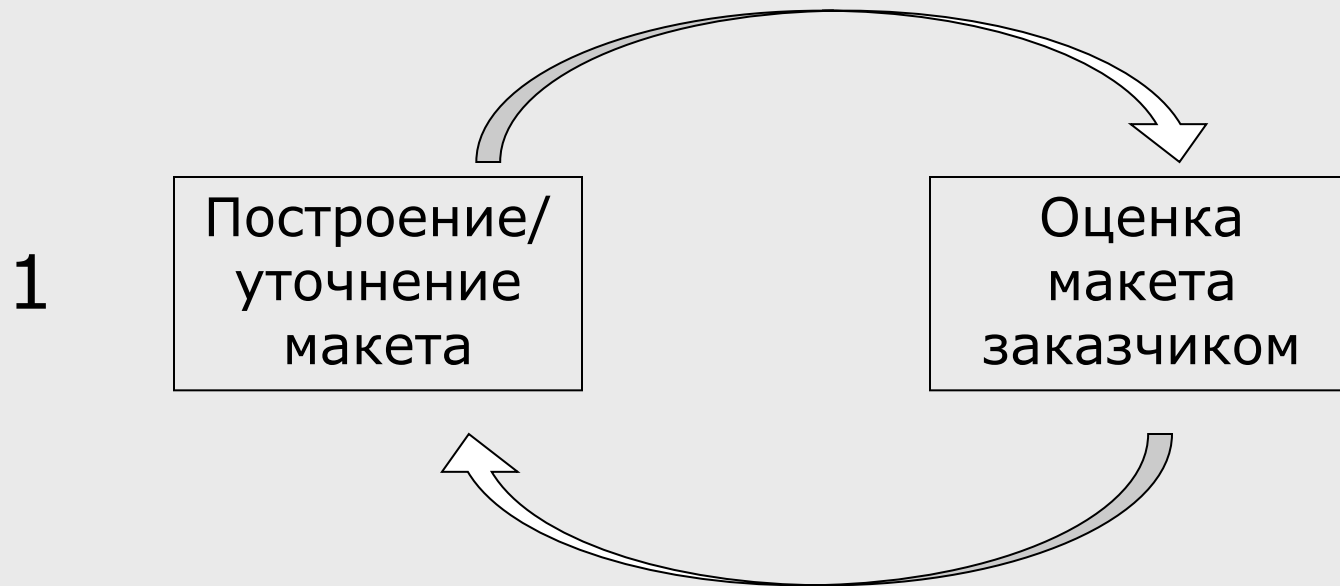 1
Построение/
уточнение
макета
Оценка
макета
заказчиком